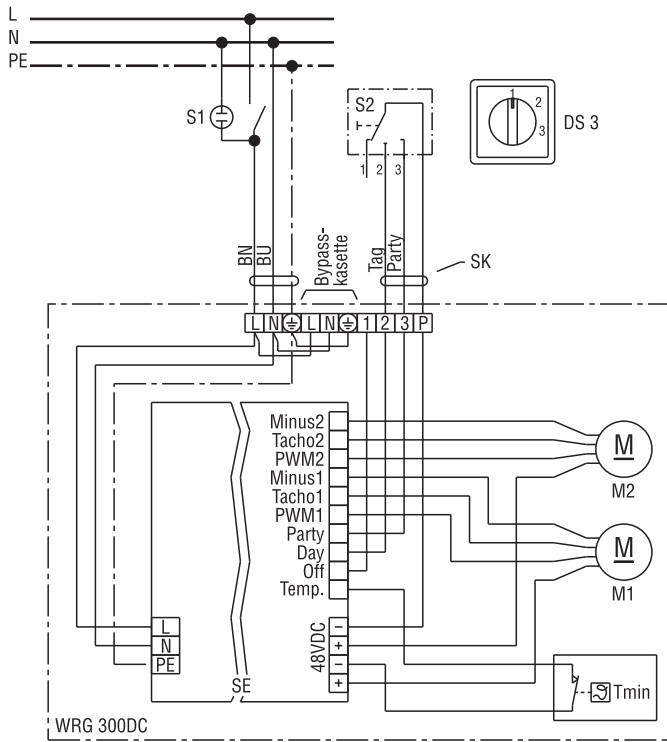 L
N
PE
S1
S2
1 2 3
1
2
3
DS 3
BN
BU
Bypass-
kasette
Tag
Party
SK
L N L N 1 2 3 P
Minus2
Tacho2
PWM2
Minus1
Tacho1
PWM1
Party
Day
Off
Temp.
M
M2
M
M1
L
N
PE
48VDC
–
+
–
+
SE
Tmin
WRG 300DC